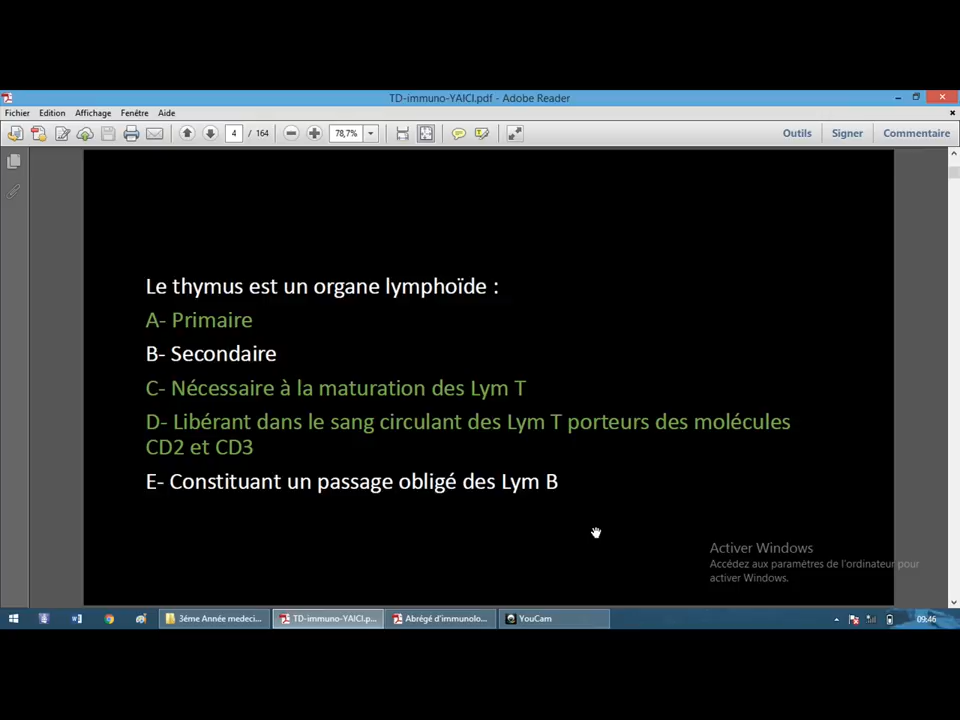 TD-immuno-YAICI.pdf - Adobe Reader
Fichier Edition Affichage Fenêtre Aide
4 / 164 78,7% Outils Signer Commentaire
Le thymus est un organe lymphoïde :
A- Primaire
B- Secondaire
C- Nécessaire à la maturation des Lym T
D- Libérant dans le sang circulant des Lym T porteurs des molécules
CD2 et CD3
E- Constituant un passage obligé des Lym B
Activer Windows
Accédez aux paramètres de l'ordinateur pour
activer Windows.
3éme Année medeci... TD-immuno-YAICI.p... Abrégé d'immunolo... YouCam 09:46